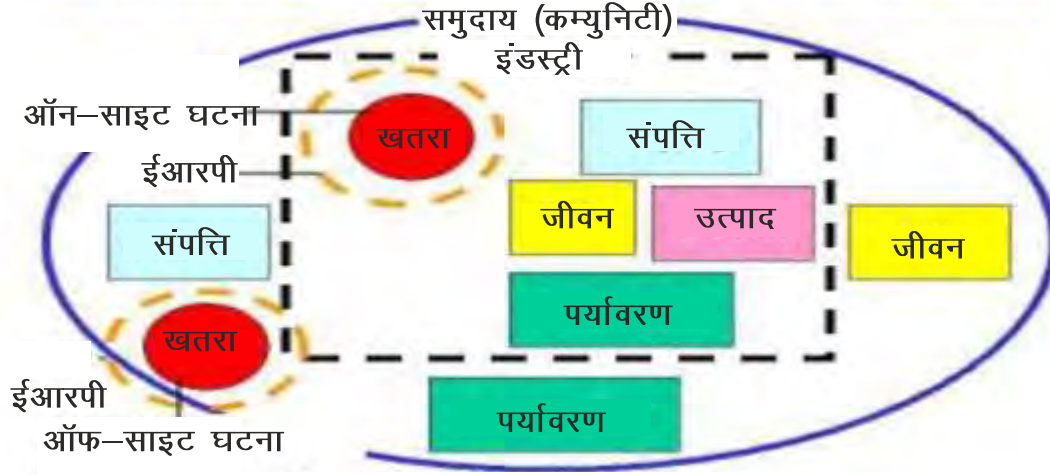 समुदाय (कम्युनिटी)
इंडस्ट्री
ऑन–साइट घटना
खतरा
संपत्ति
ईआरपी
जीवन
उत्पाद
संपत्ति
जीवन
पर्यावरण
खतरा
ईआरपी
पर्यावरण
ऑफ–साइट घटना